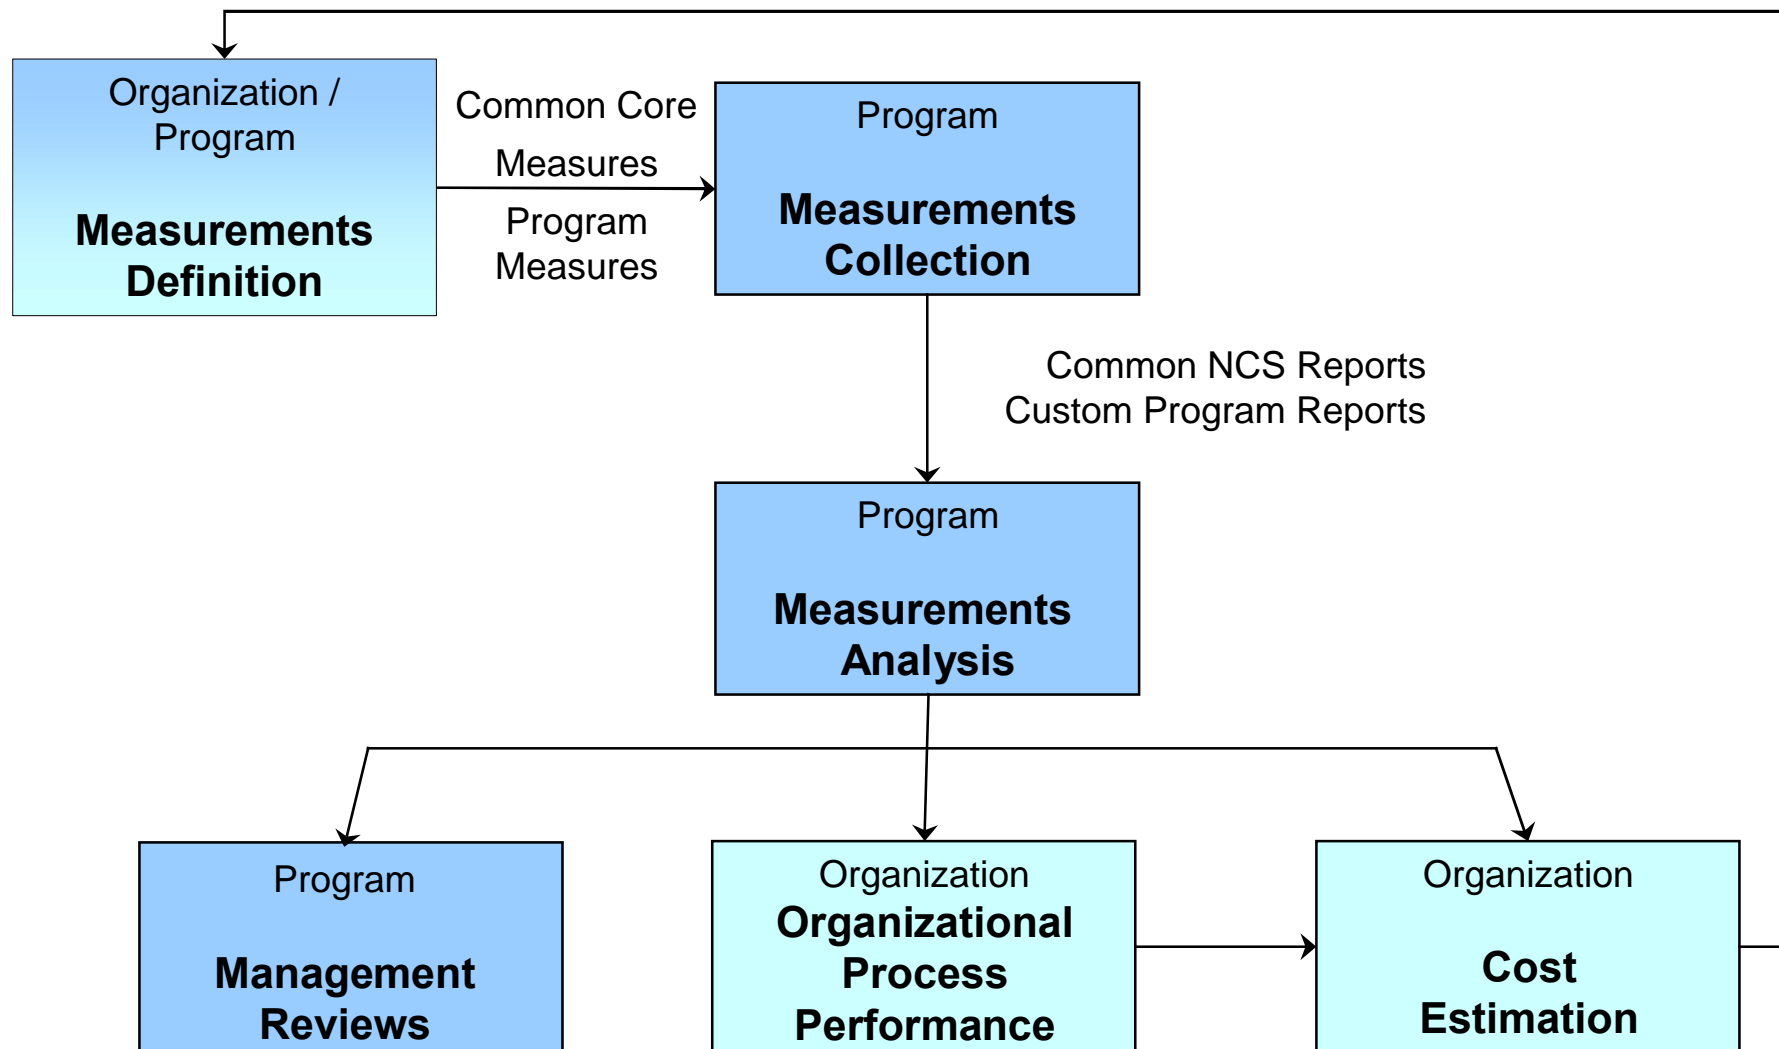 Organization /
Program
Measurements
Definition
Common Core
Measures
Program
Measures
Program
Measurements
Collection
Common NCS Reports
Custom Program Reports
Program
Measurements
Analysis
Program
Management
Reviews
Organization
Organizational
Process
Performance
Organization
Cost
Estimation